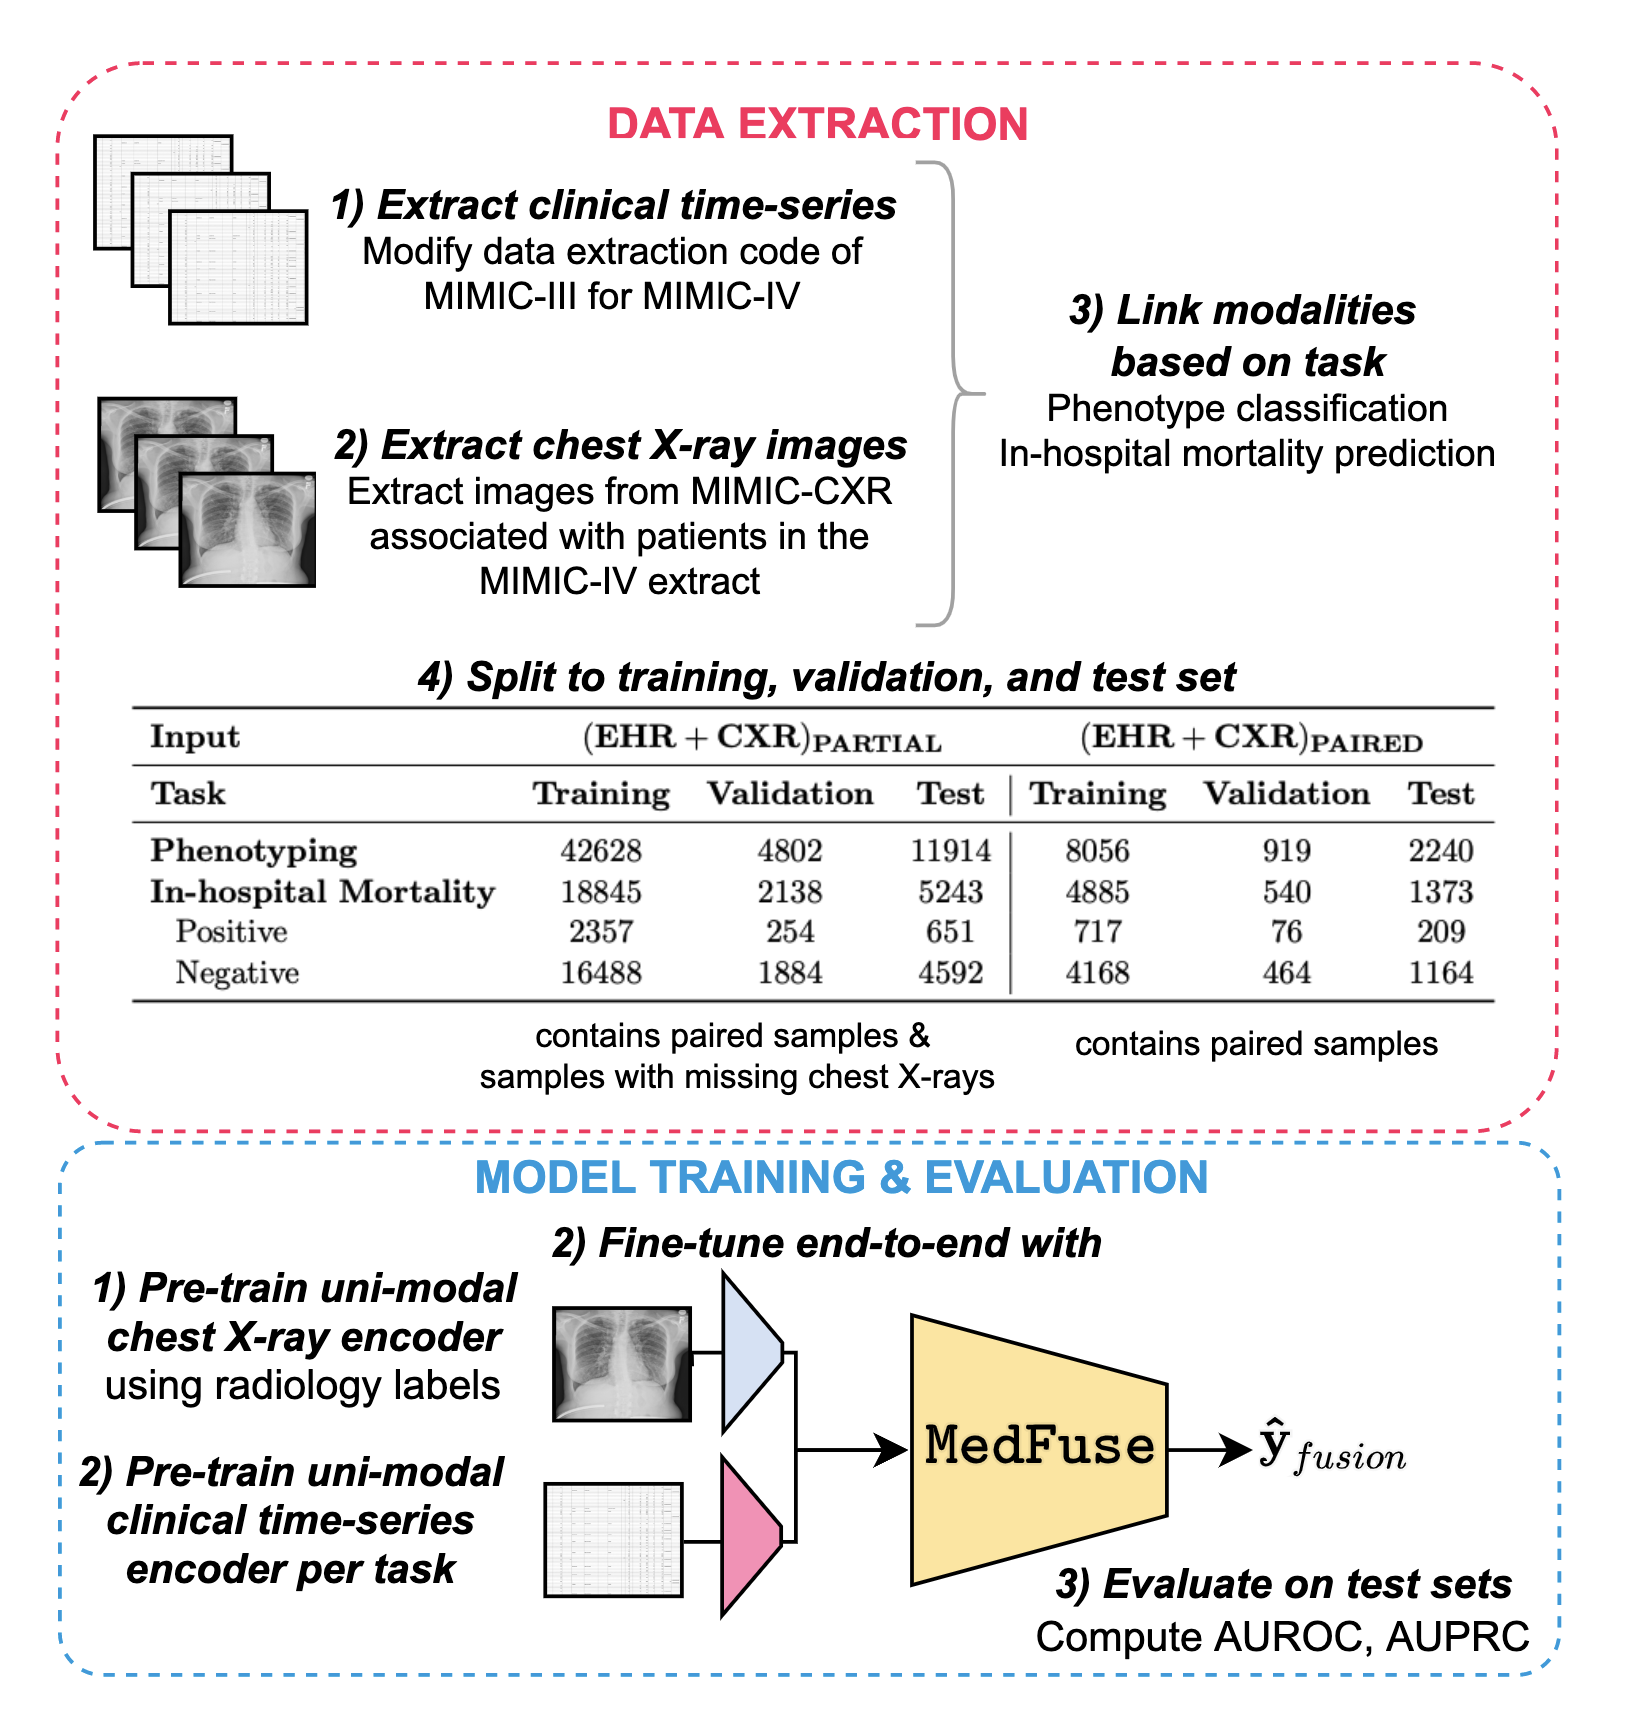 DATA EXTRACTION
1) Extract clinical time-series
Modify data extraction code of
MIMIC-III for MIMIC-IV
2) Extract chest X-ray images
Extract images from MIMIC-CXR
associated with patients in the
MIMIC-IV extract
3) Link modalities
based on task
Phenotype classification
In-hospital mortality prediction
4) Split to training, validation, and test set
Input (EHR + CXR)PARTIAL (EHR + CXR)PAIRED
Task Training Validation Test Training Validation Test
Phenotyping 42628 4802 11914 8056 919 2240
In-hospital Mortality 18845 2138 5243 4885 540 1373
Positive 2357 254 651 717 76 209
Negative 16488 1884 4592 4168 464 1164
contains paired samples &
samples with missing chest X-rays
contains paired samples
MODEL TRAINING & EVALUATION
1) Pre-train uni-modal
chest X-ray encoder
using radiology labels
2) Pre-train uni-modal
clinical time-series
encoder per task
2) Fine-tune end-to-end with
MedFuse
ŷ fusion
3) Evaluate on test sets
Compute AUROC, AUPRC